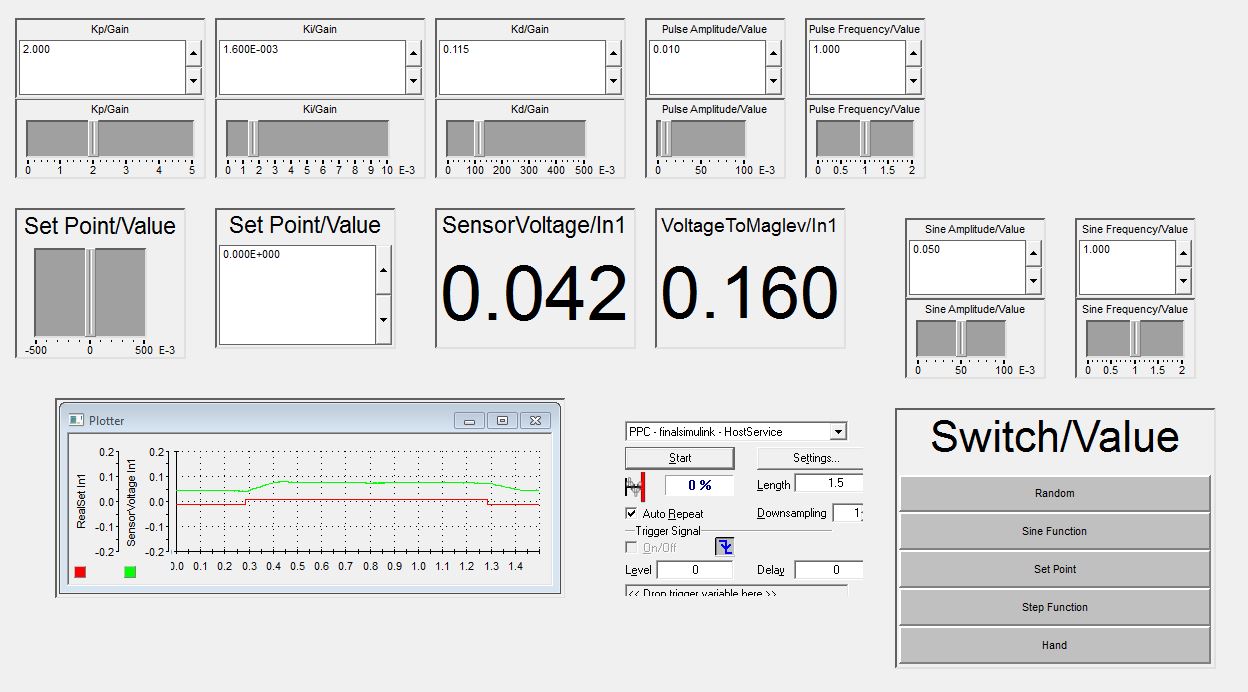 Kp/Gain
Ki/Gain
Kd/Gain
Pulse Amplitude/Value
Pulse Frequency/Value
2.000
1.600E-003
0.115
0.010
1.000
Kp/Gain
Ki/Gain
Kd/Gain
Pulse Amplitude/Value
Pulse Frequency/Value
0 1 2 3 4 5
0 1 2 3 4 5 6 7 8 9 10 E-3
0 100 200 300 400 500 E-3
0 50 100 E-3
0 0.5 1 1.5 2
Set Point/Value
Set Point/Value
SensorVoltage/In1
VoltageToMaglev/In1
Sine Amplitude/Value
Sine Frequency/Value
0.000E+000
0.042
0.160
0.050
1.000
Sine Amplitude/Value
Sine Frequency/Value
-500 0 500 E-3
0 50 100 E-3
0 0.5 1 1.5 2
Plotter
RealSet In1
SensorVoltage In1
0.2 0.2
0.1 0.1
0.0 0.0
-0.1 -0.1
-0.2 -0.2
0.0 0.1 0.2 0.3 0.4 0.5 0.6 0.7 0.8 0.9 1.0 1.1 1.2 1.3 1.4
PPC - finalsimulink - HostService
Start
Settings...
0 %
Length 1.5
Auto Repeat
Downsampling 1
Trigger Signal
On/Off
Level 0
Delay 0
<< Drop trigger variable here >>
Switch/Value
Random
Sine Function
Set Point
Step Function
Hand